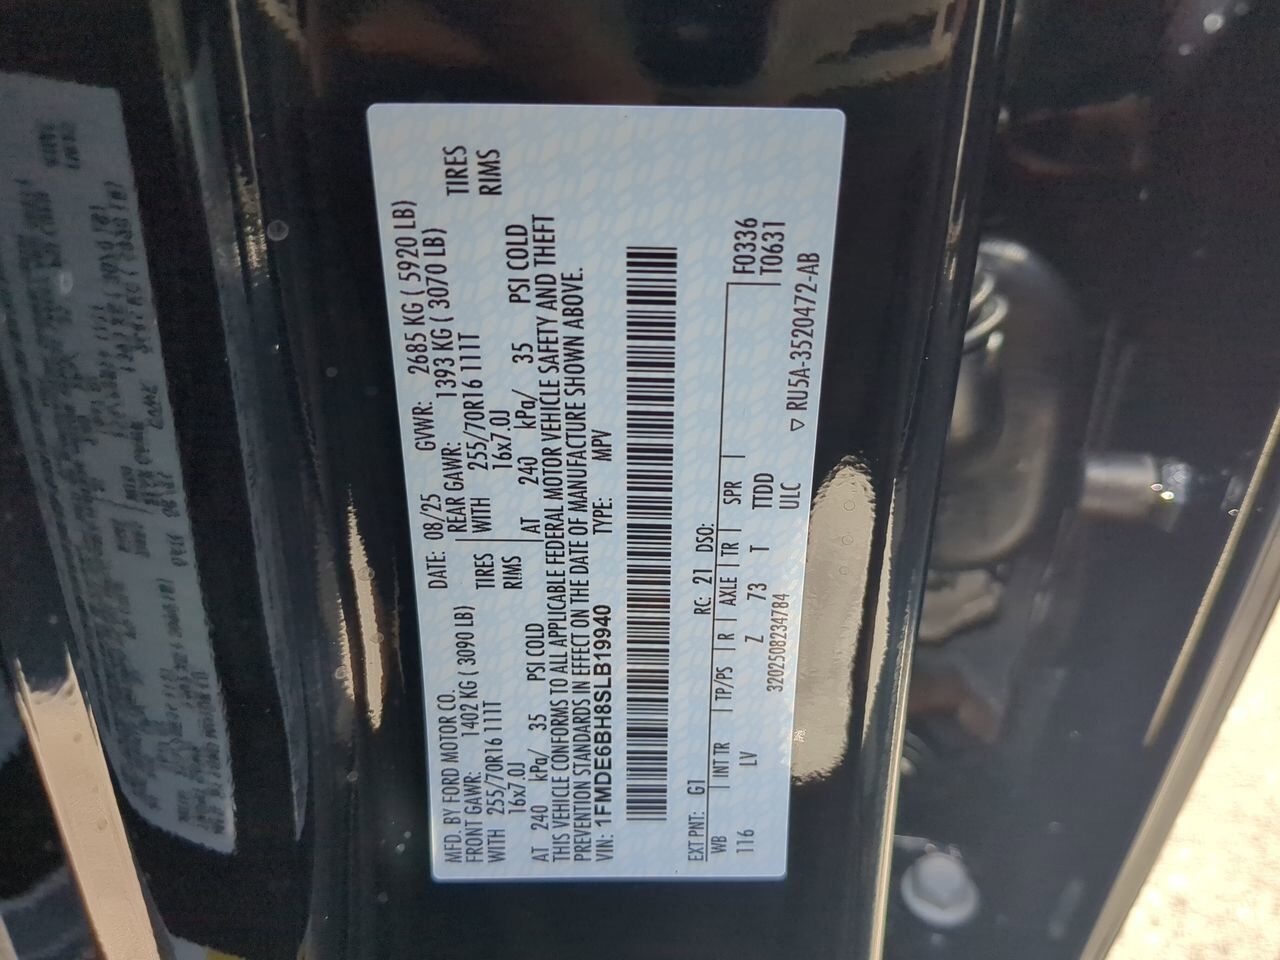 MFD. BY FORD MOTOR CO. DATE: 08/25 GVWR: 2685 KG ( 5920 LB)
FRONT GAWR: 1402 KG ( 3090 LB) REAR GAWR: 1393 KG ( 3070 LB)
WITH 255/70R16 111T TIRES WITH 255/70R16 111T TIRES
16x7.0J RIMS 16x7.0J RIMS
AT 240 kPa/ 35 PSI COLD AT 240 kPa/ 35 PSI COLD
THIS VEHICLE CONFORMS TO ALL APPLICABLE FEDERAL MOTOR VEHICLE SAFETY AND THEFT
PREVENTION STANDARDS IN EFFECT ON THE DATE OF MANUFACTURE SHOWN ABOVE.
VIN: 1FMDE6BH8SLB19940 TYPE: MPV
EXT PNT: G1 RC: 21 DSO:
WB INT TR TP/PS R AXLE TR SPR F0336
116 LV Z 73 T TIDD T0631
3202508234784 ULC
▽ RU5A-3520472-AB